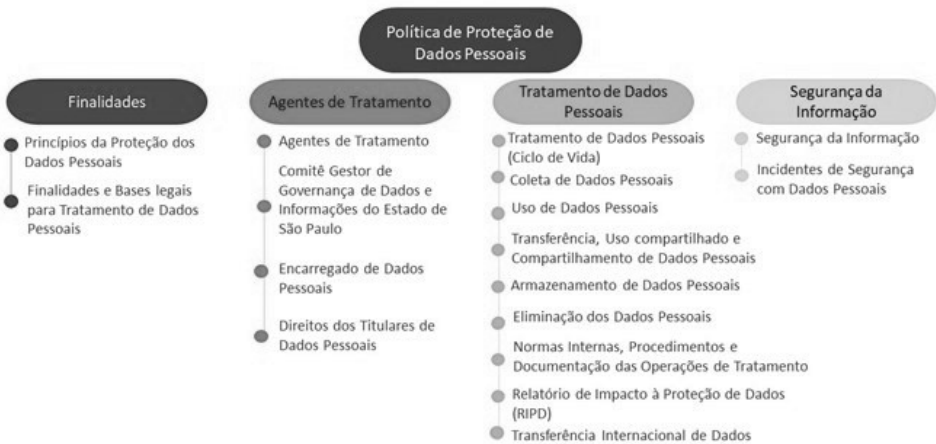 Política de Proteção de
Dados Pessoais
Finalidades
Princípios da Proteção dos
Dados Pessoais
Finalidades e Bases legais
para Tratamento de Dados
Pessoais
Agentes de Tratamento
Agentes de Tratamento
Comitê Gestor de
Governança de Dados e
Informações do Estado de
São Paulo
Encarregado de Dados
Pessoais
Direitos dos Titulares de
Dados Pessoais
Tratamento de Dados
Pessoais
Tratamento de Dados Pessoais
(Ciclo de Vida)
Coleta de Dados Pessoais
Uso de Dados Pessoais
Transferência, Uso compartilhado e
Compartilhamento de Dados Pessoais
Armazenamento de Dados Pessoais
Eliminação dos Dados Pessoais
Normas Internas, Procedimentos e
Documentação das Operações de Tratamento
Relatório de Impacto à Proteção de Dados
(RIPD)
Transferência Internacional de Dados
Segurança da
Informação
Segurança da Informação
Incidentes de Segurança
com Dados Pessoais